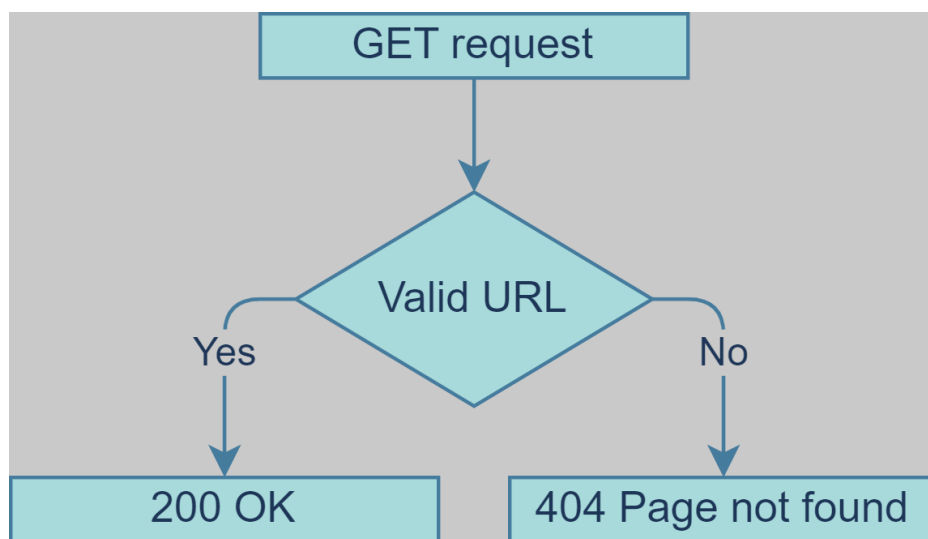 GET request
Valid URL
Yes
No
200 OK
404 Page not found